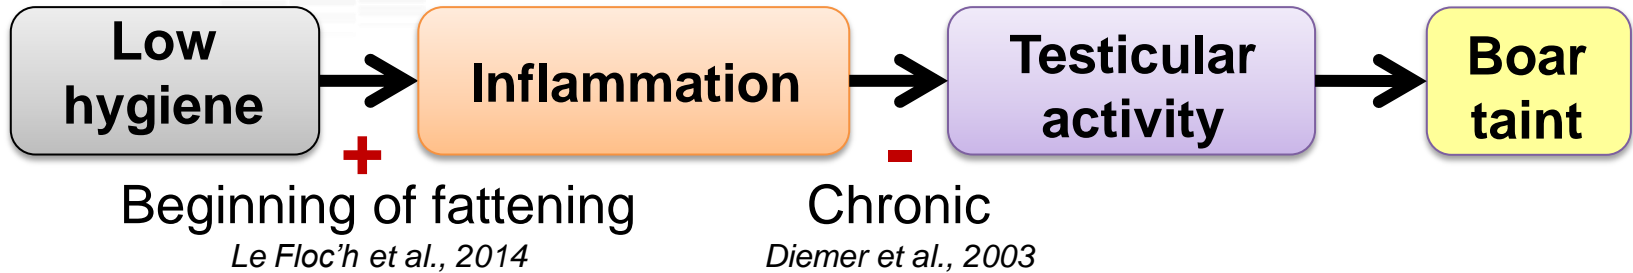 Low
hygiene
Inflammation
Testicular
activity
Boar
taint
+
-
Beginning of fattening
Le Floc'h et al., 2014
Chronic
Diemer et al., 2003